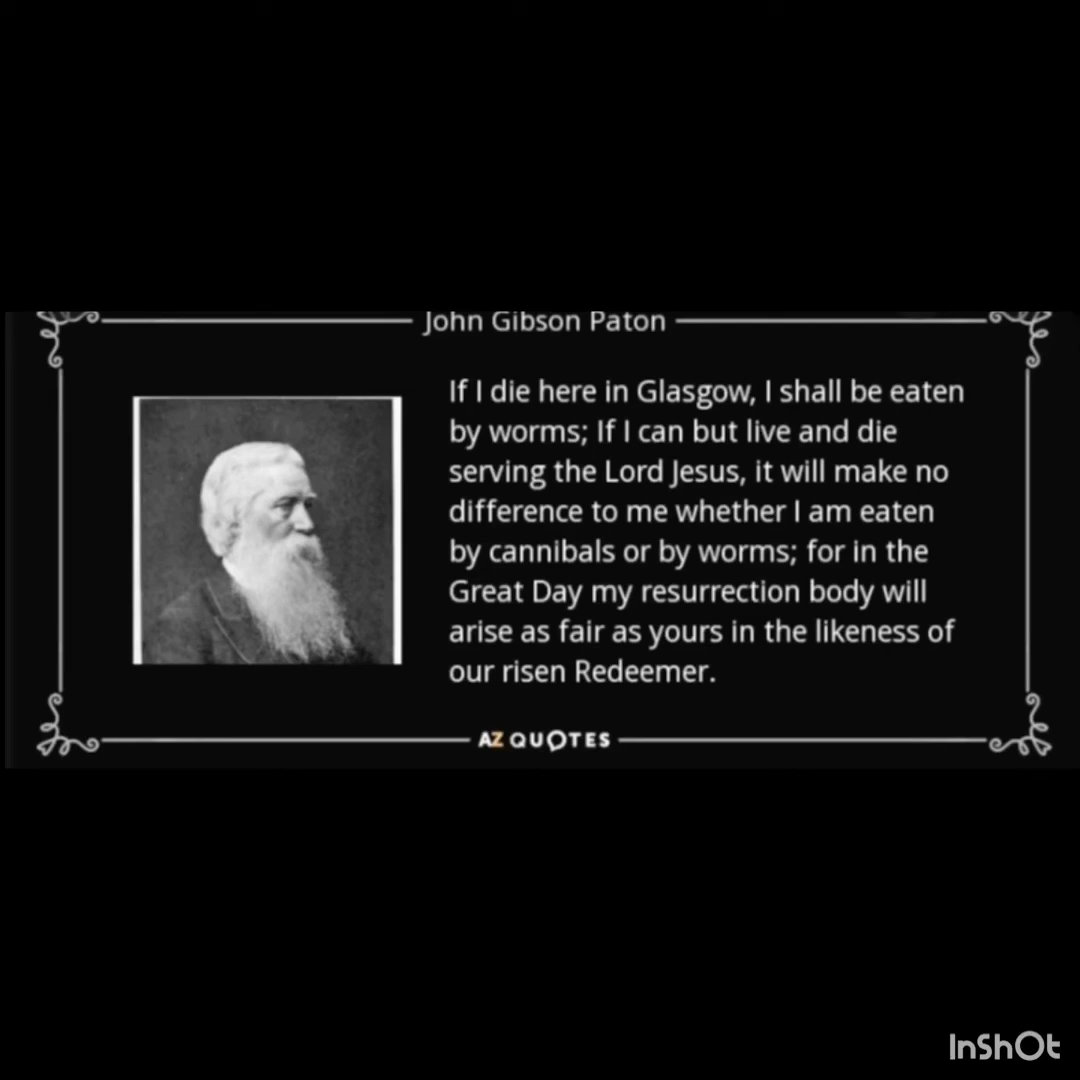 John Gibson Paton
If I die here in Glasgow, I shall be eaten
by worms; If I can but live and die
serving the Lord Jesus, it will make no
difference to me whether I am eaten
by cannibals or by worms; for in the
Great Day my resurrection body will
arise as fair as yours in the likeness of
our risen Redeemer.
AZ QUOTES
InShOt